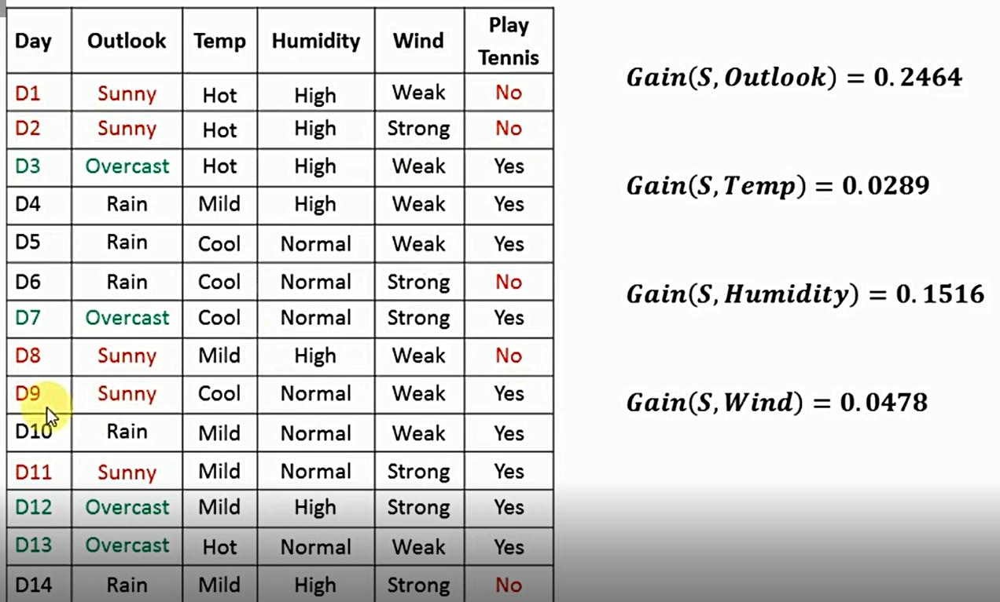 Day Outlook Temp Humidity Wind Play Tennis
D1 Sunny Hot High Weak No
D2 Sunny Hot High Strong No
D3 Overcast Hot High Weak Yes
D4 Rain Mild High Weak Yes
D5 Rain Cool Normal Weak Yes
D6 Rain Cool Normal Strong No
D7 Overcast Cool Normal Strong Yes
D8 Sunny Mild High Weak No
D9 Sunny Cool Normal Weak Yes
D10 Rain Mild Normal Weak Yes
D11 Sunny Mild Normal Strong Yes
D12 Overcast Mild High Strong Yes
D13 Overcast Hot Normal Weak Yes
D14 Rain Mild High Strong No
Gain(S, Outlook) = 0.2464
Gain(S, Temp) = 0.0289
Gain(S, Humidity) = 0.1516
Gain(S, Wind) = 0.0478